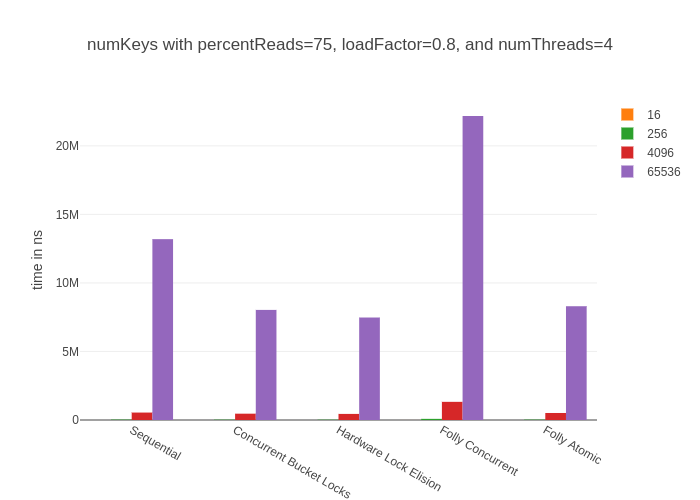 numKeys with percentReads=75, loadFactor=0.8, and numThreads=4
16
256
4096
65536
time in ns
20M
15M
10M
5M
0
Sequential
Concurrent Bucket Locks
Hardware Lock Elision
Folly Concurrent
Folly Atomic